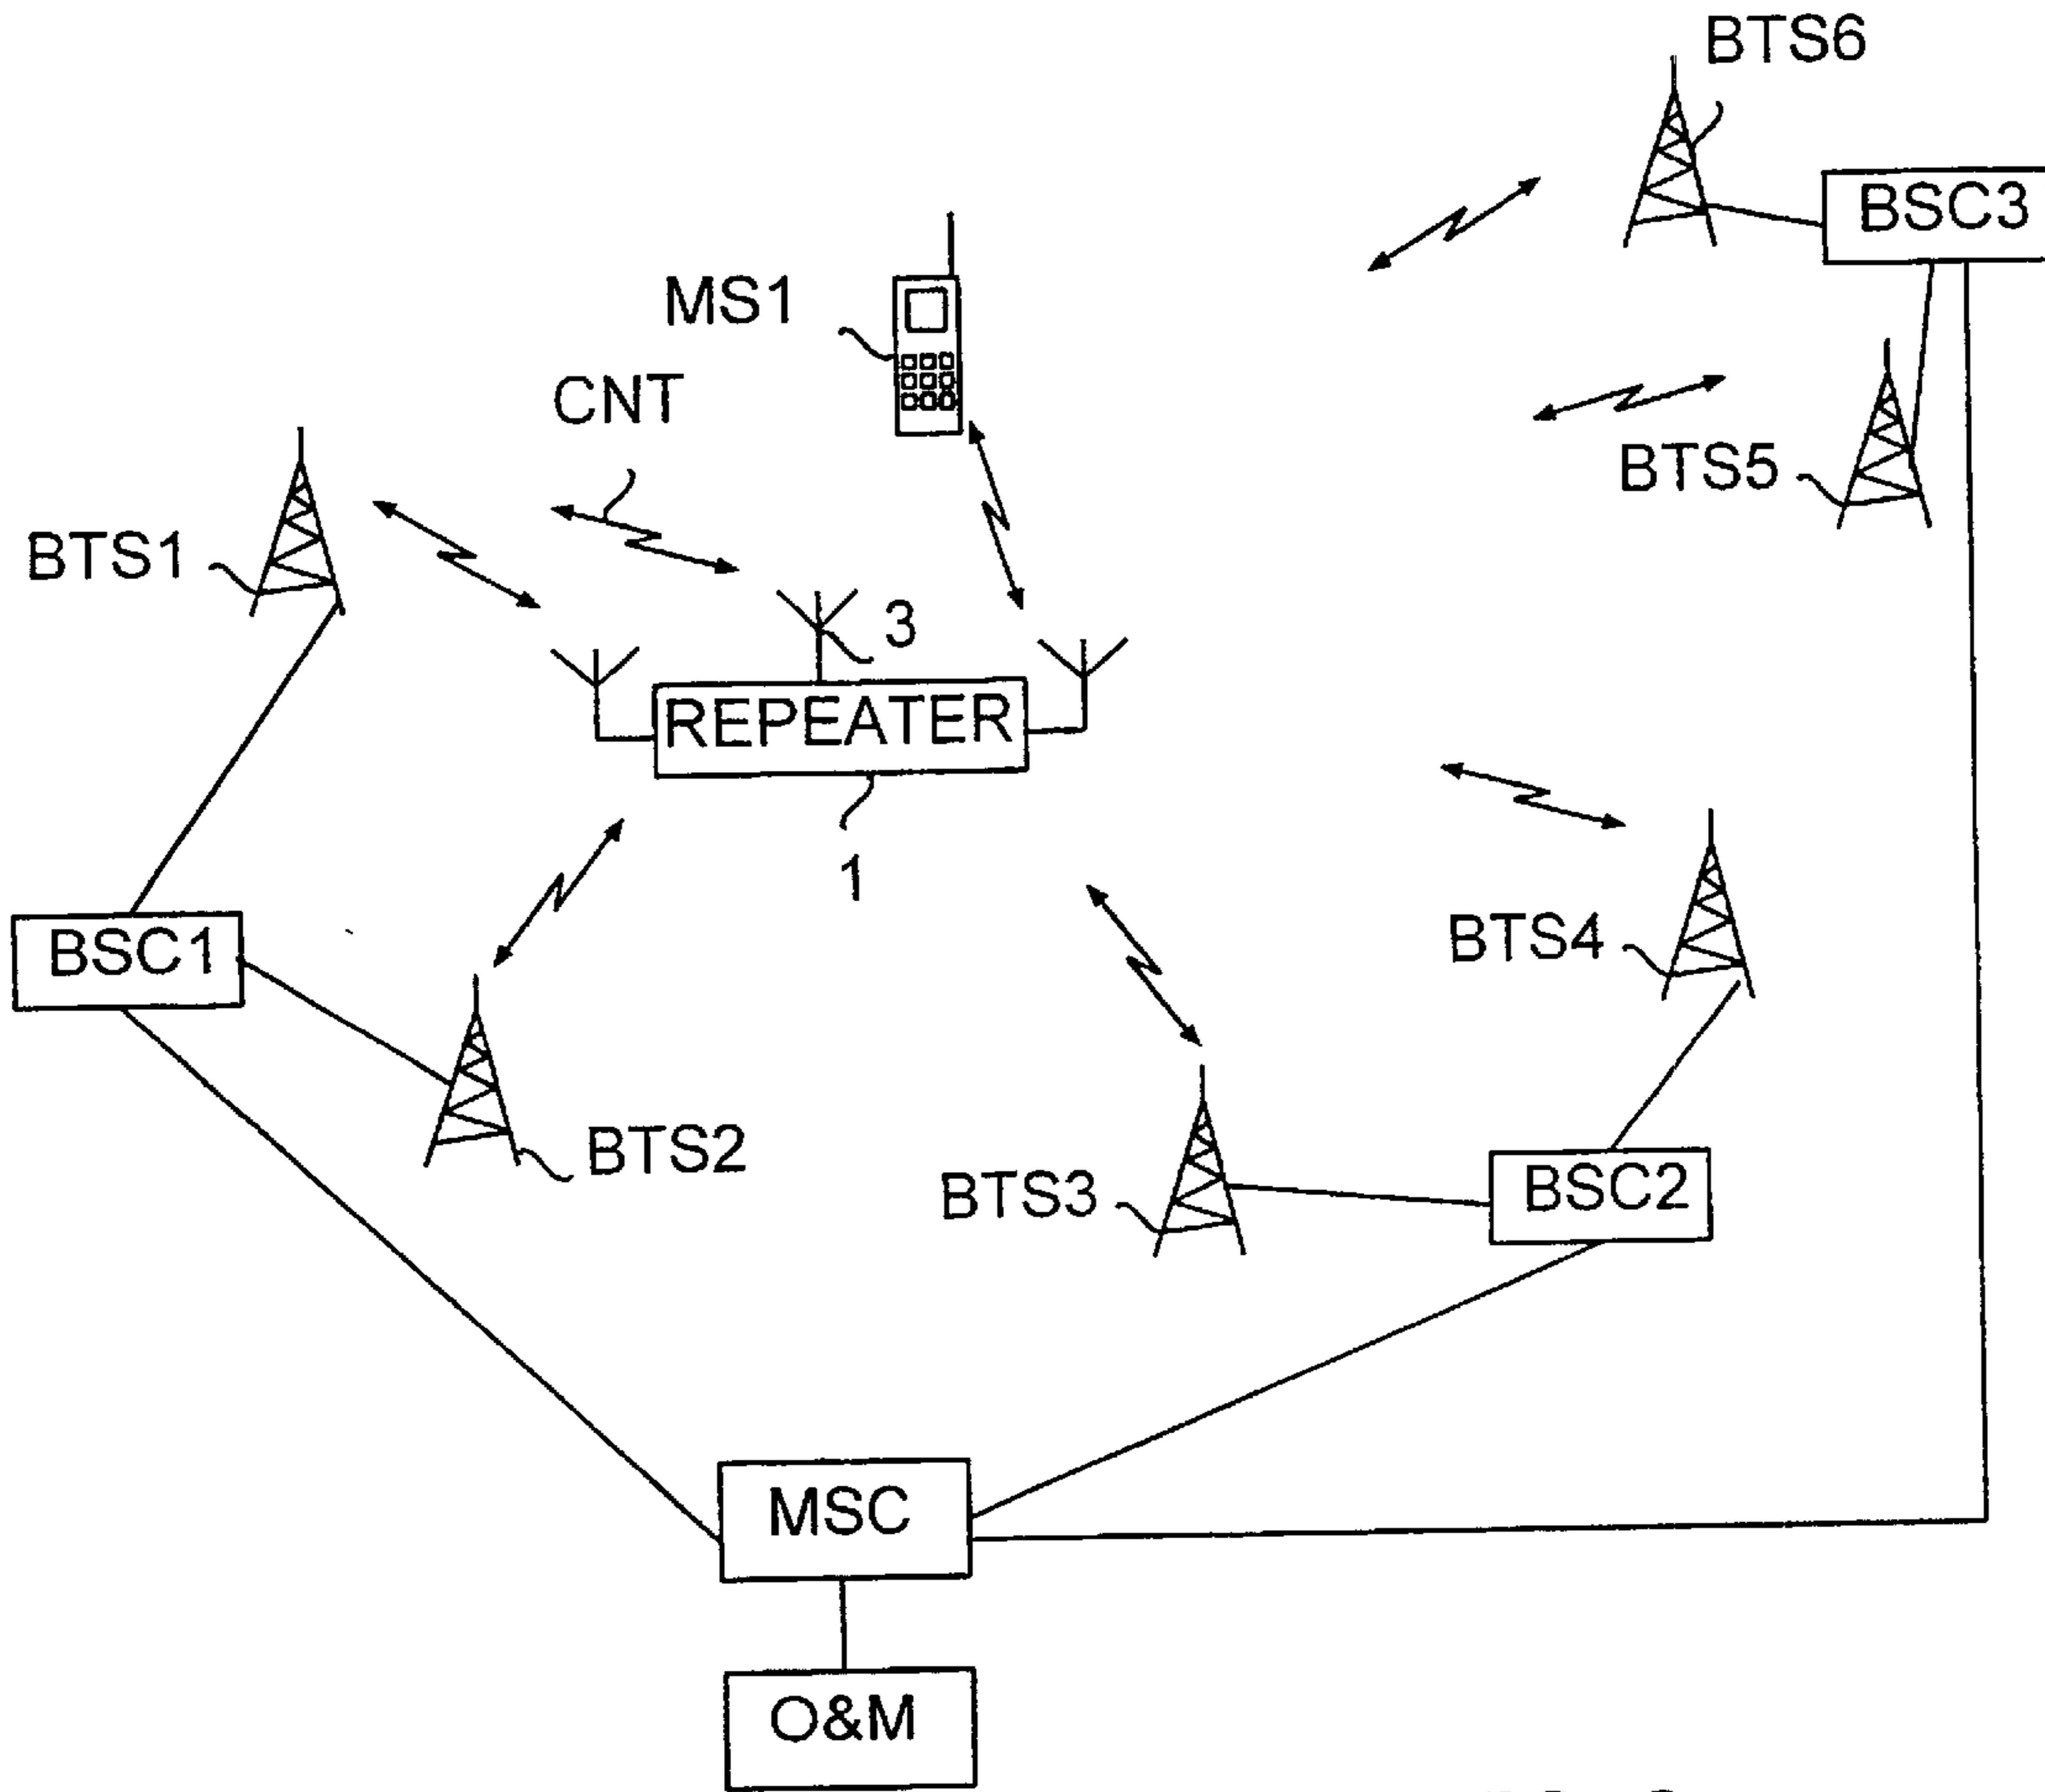 BTS6
BSC3
MS1
CNT
BTS5
BTS1
3
REPEATER
1
BSC1
BTS4
BTS2
BTS3
BSC2
MSC
O&M